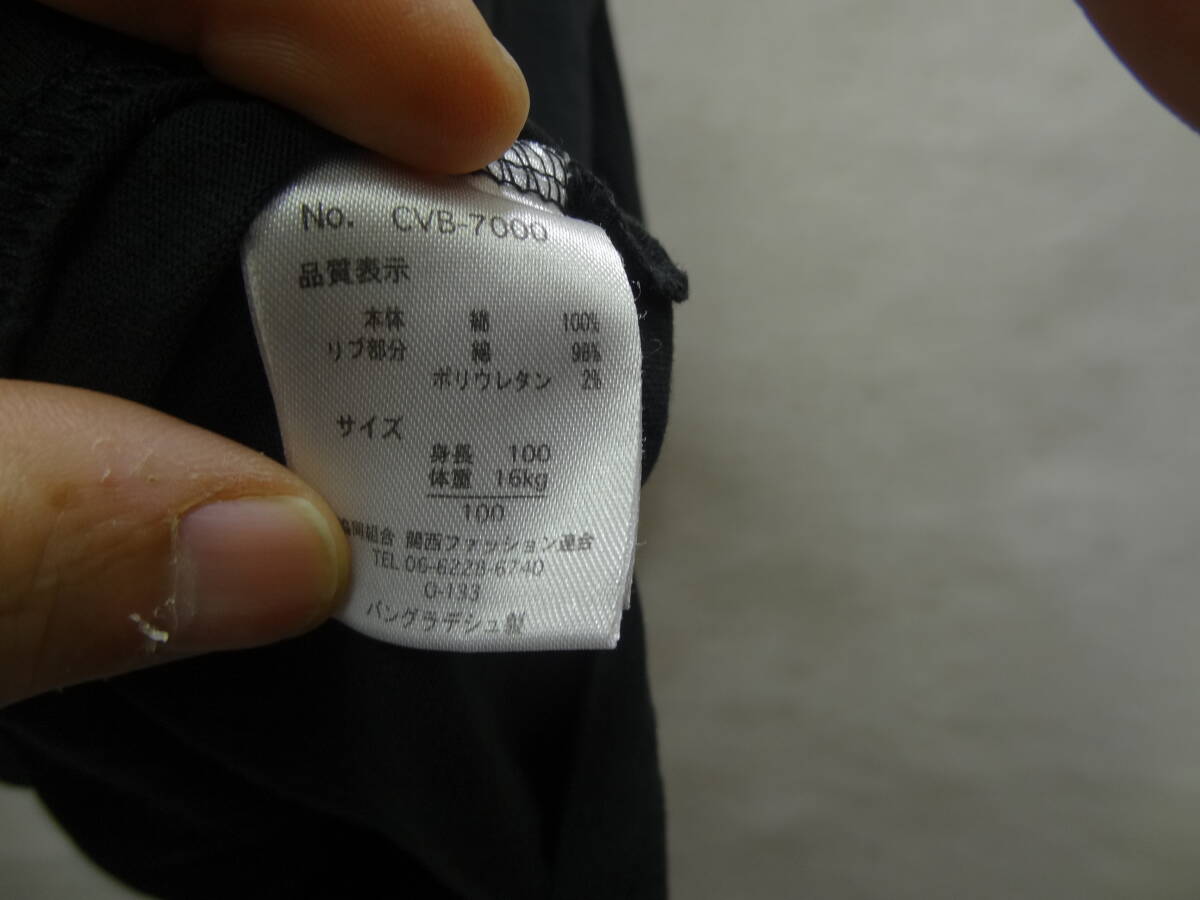 No. CVB-7000
品質表示
本体 綿 100%
リブ部分 綿 98%
ポリウレタン 2%
サイズ
身長 100
体重 16kg
100
協同組合 関西ファッション連合
TEL 06-6228-6740
O-133
バングラデシュ製